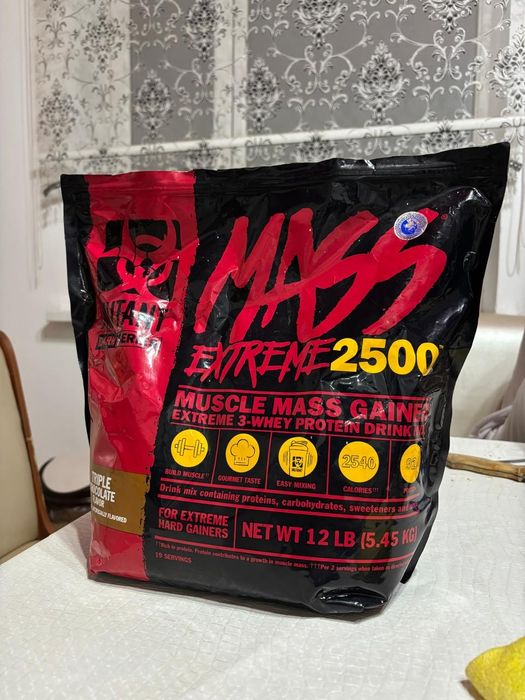 MASS
EXTREME 2500
MUSCLE MASS GAINER
EXTREME 3-WHEY PROTEIN DRINK
BUILD MUSCLE
GOURMET TASTE
EASY MIXING
2540
CALORIES
Drink mix containing proteins, carbohydrates, sweeteners
FOR EXTREME
HARD GAINERS
NET WT 12 LB (5.45 KG)
19 SERVINGS
TRIPLE
CHOCOLATE